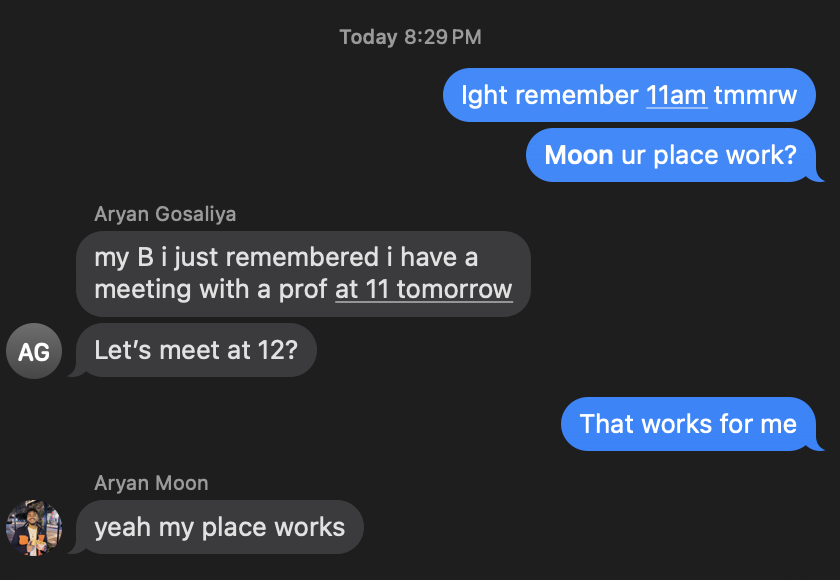 Today 8:29 PM
Ight remember 11am tmmrw
Moon ur place work?
Aryan Gosaliya
my B i just remembered i have a
meeting with a prof at 11 tomorrow
AG
Let’s meet at 12?
That works for me
Aryan Moon
yeah my place works